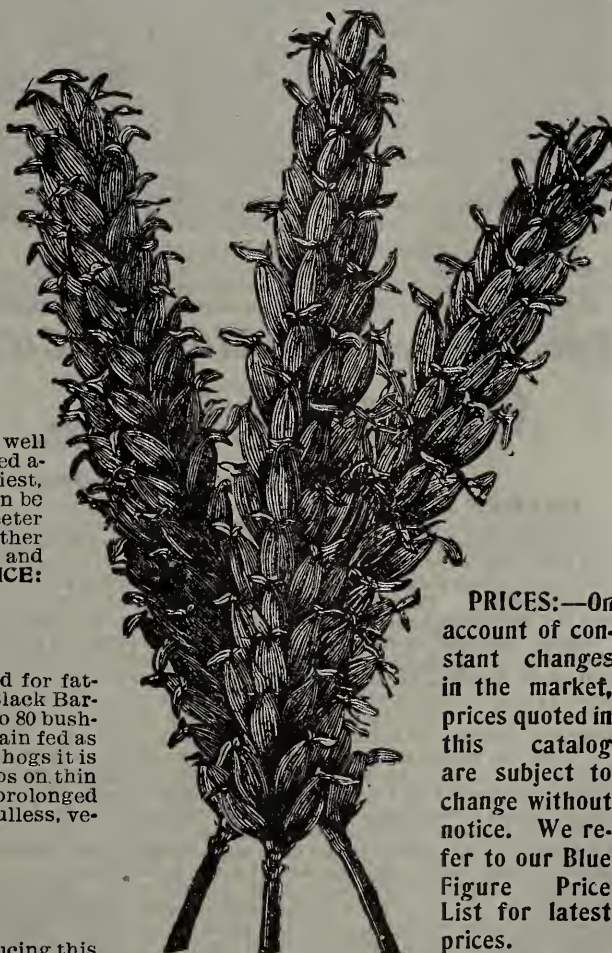 well
ed a-
iest,
n be
eeter
ther
and
ICE:
d for fat-
Black Bar-
o 80 bush-
ain fed as
hogs it is
ps on thin
prolonged
ulless, ve-
ucing this
PRICES:—On
account of con-
stant changes
in the market,
prices quoted in
this catalog
are subject to
change without
notice. We re-
fer to our Blue
Figure Price
List for latest
prices.